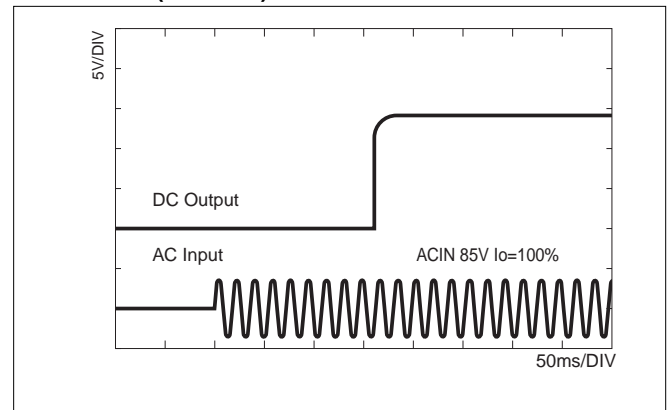 5V/DIV
DC Output
AC Input
ACIN 85V Io=100%
50ms/DIV